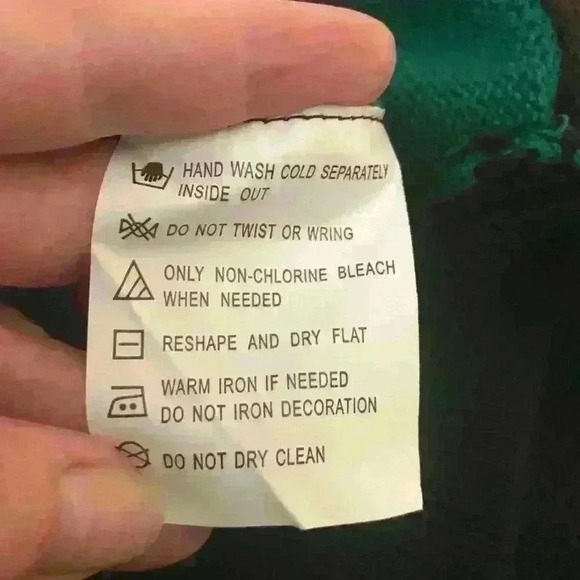 HAND WASH COLD SEPARATELY
INSIDE OUT
DO NOT TWIST OR WRING
ONLY NON-CHLORINE BLEACH
WHEN NEEDED
RESHAPE AND DRY FLAT
WARM IRON IF NEEDED
DO NOT IRON DECORATION
DO NOT DRY CLEAN